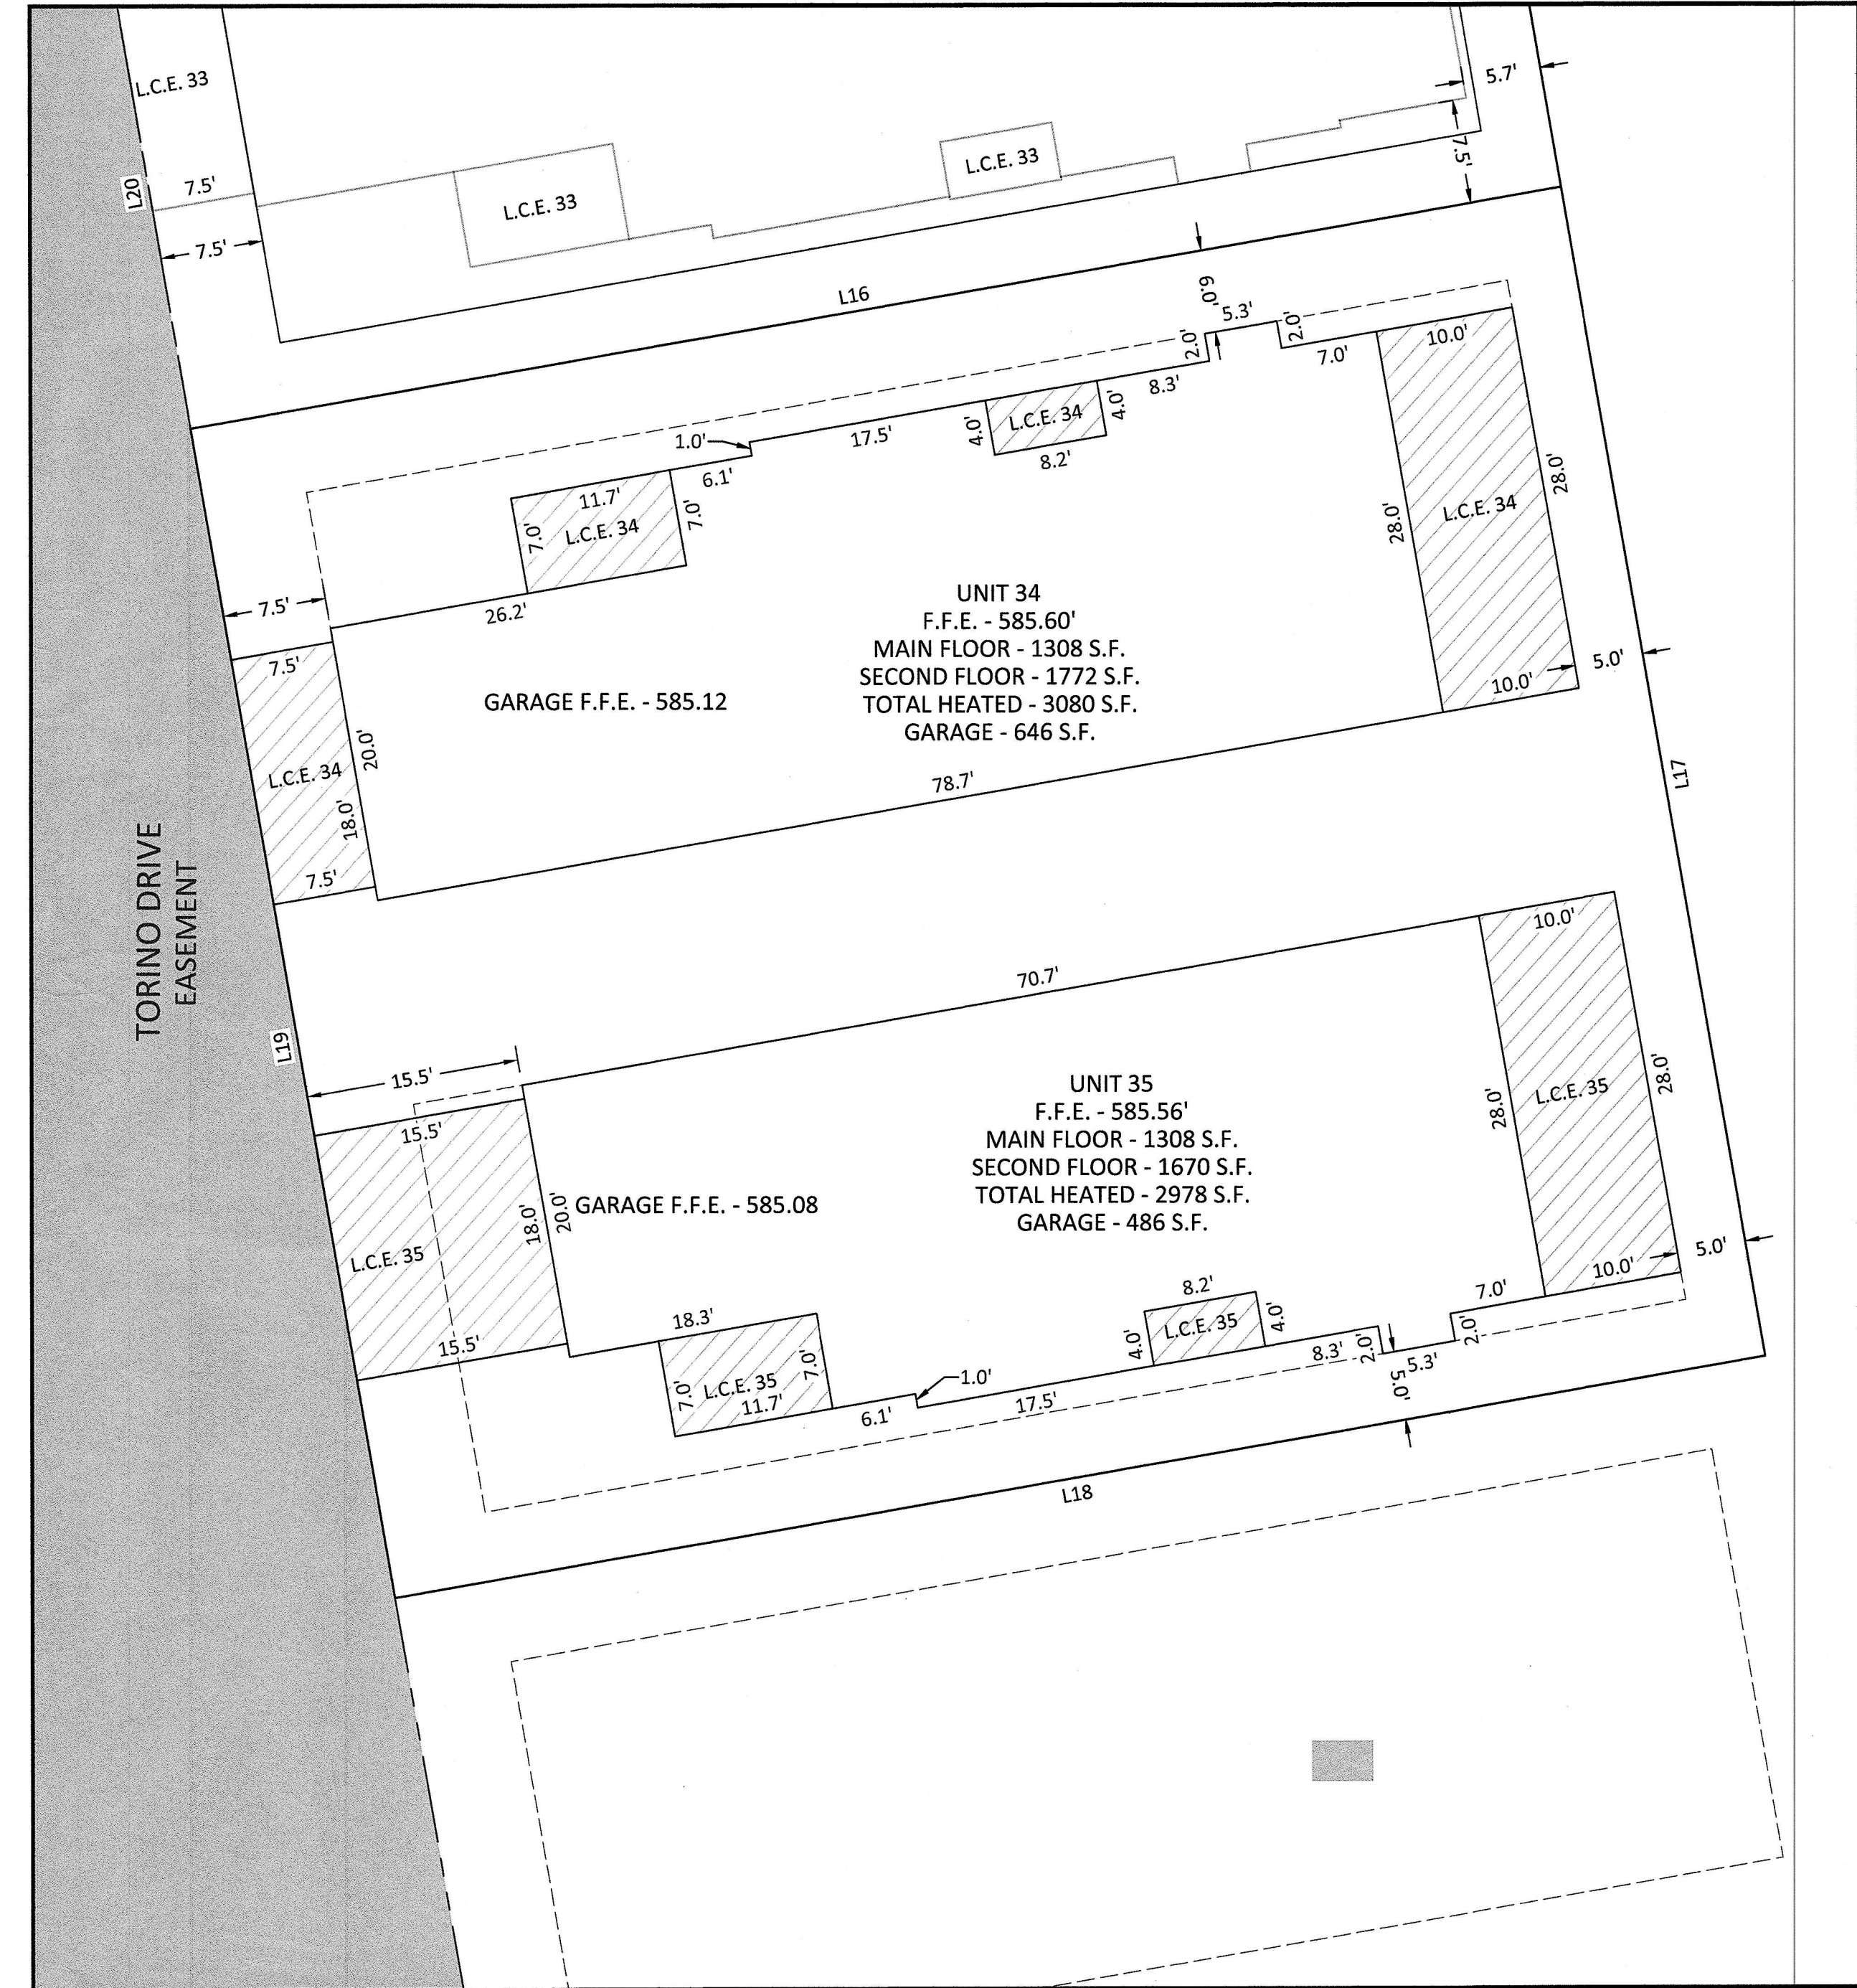 L.C.E. 33
5.7'
L20
7.5'
7.5'
L.C.E. 33
L.C.E. 33
7.5'
L16
6.0'
5.3'
2.0'
2.0'
7.0'
10.0'
8.3'
1.0'
17.5'
4.0'
L.C.E. 34
4.0'
8.2'
6.1'
11.7'
7.0'
L.C.E. 34
7.0'
28.0'
L.C.E. 34
28.0'
7.5'
26.2'
7.5'
UNIT 34
F.F.E. - 585.60'
MAIN FLOOR - 1308 S.F.
SECOND FLOOR - 1772 S.F.
TOTAL HEATED - 3080 S.F.
GARAGE - 646 S.F.
GARAGE F.F.E. - 585.12
10.0'
5.0'
L.C.E. 34
20.0'
18.0'
7.5'
78.7'
L17
TORINO DRIVE
EASEMENT
L19
70.7'
10.0'
15.5'
15.5'
UNIT 35
F.F.E. - 585.56'
MAIN FLOOR - 1308 S.F.
SECOND FLOOR - 1670 S.F.
TOTAL HEATED - 2978 S.F.
GARAGE - 486 S.F.
28.0'
L.C.E. 35
28.0'
GARAGE F.F.E. - 585.08
18.0'
20.0'
L.C.E. 35
15.5'
10.0'
5.0'
18.3'
8.2'
7.0'
4.0'
L.C.E. 35
4.0'
8.3'
2.0'
5.3'
2.0'
5.0'
7.0'
L.C.E. 35
7.0'
11.7'
6.1'
1.0'
17.5'
L18